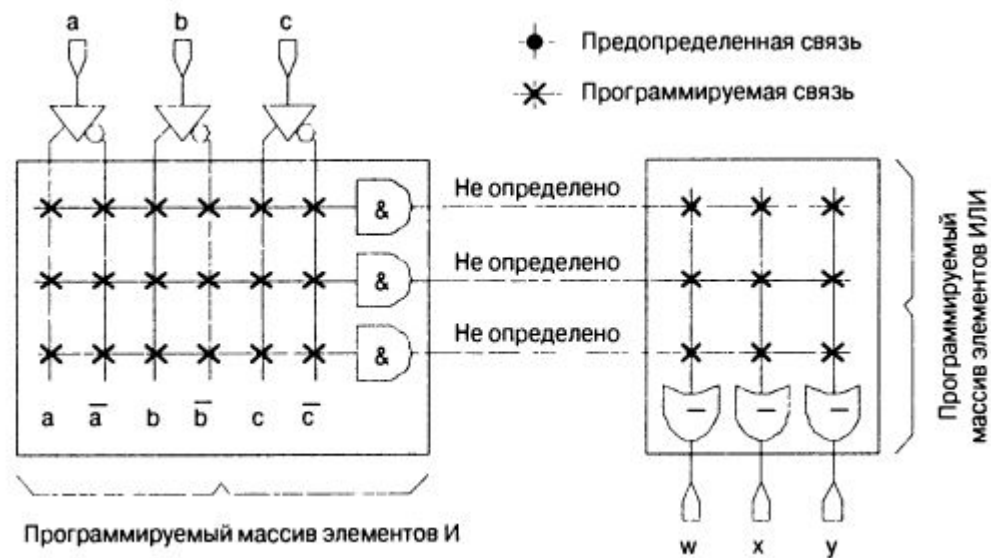 a b c
Предопределенная связь
Программируемая связь
Не определено
&
Не определено
&
Не определено
&
a a̅ b b̅ c c̅
Программируемый массив элементов И
Программируемый
массив элементов ИЛИ
w x y